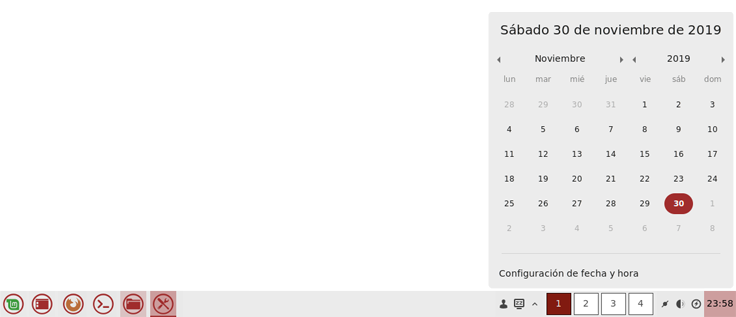 Sábado 30 de noviembre de 2019
Noviembre 2019
lun mar mié jue vie sáb dom
28 29 30 31 1 2 3
4 5 6 7 8 9 10
11 12 13 14 15 16 17
18 19 20 21 22 23 24
25 26 27 28 29 30 1
2 3 4 5 6 7 8
Configuración de fecha y hora
1 2 3 4 23:58